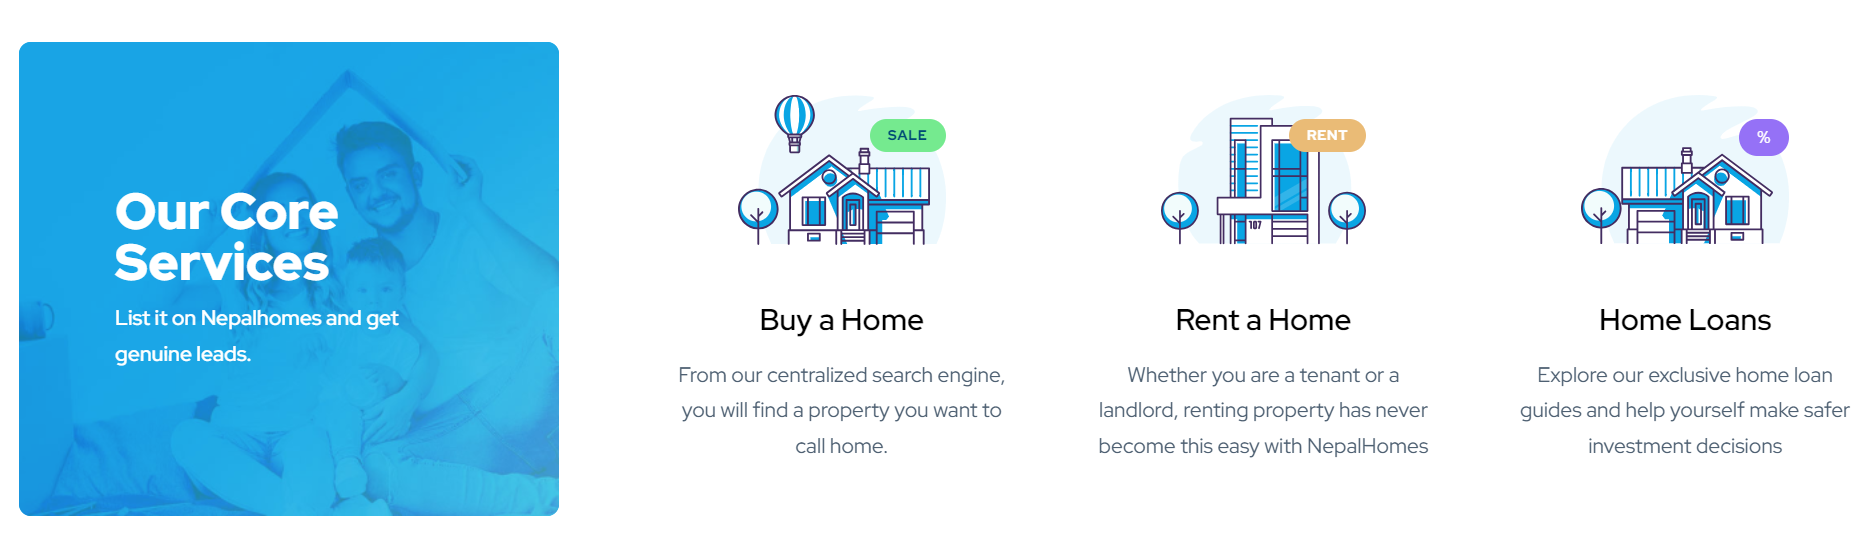 Our Core
Services
List it on Nepalhomes and get
genuine leads.
SALE
Buy a Home
From our centralized search engine,
you will find a property you want to
call home.
RENT
107
Rent a Home
Whether you are a tenant or a
landlord, renting property has never
become this easy with NepalHomes
%
Home Loans
Explore our exclusive home loan
guides and help yourself make safer
investment decisions